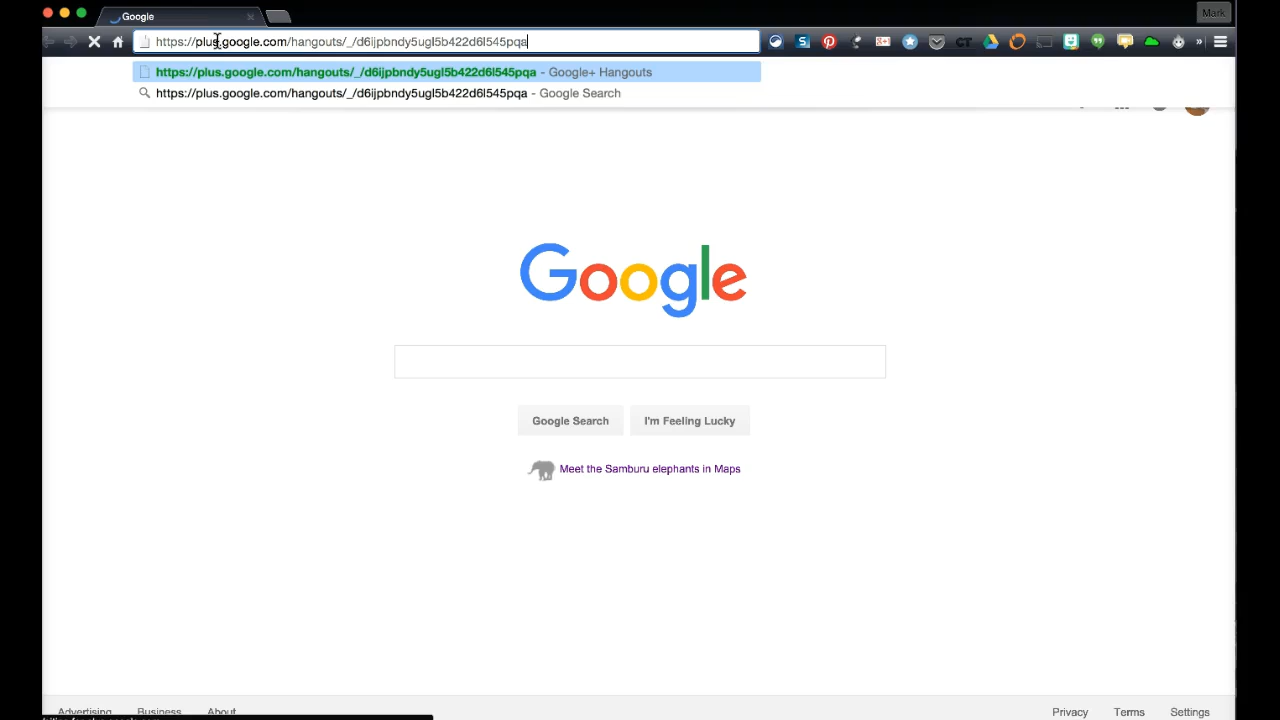 Google
Mark
https://plus.google.com/hangouts/_/d6ijpbndy5ugl5b422d6l545pqa
https://plus.google.com/hangouts/_/d6ijpbndy5ugl5b422d6l545pqa - Google+ Hangouts
https://plus.google.com/hangouts/_/d6ijpbndy5ugl5b422d6l545pqa - Google Search
Google
Google Search I'm Feeling Lucky
Meet the Samburu elephants in Maps
Advertising Business About Privacy Terms Settings